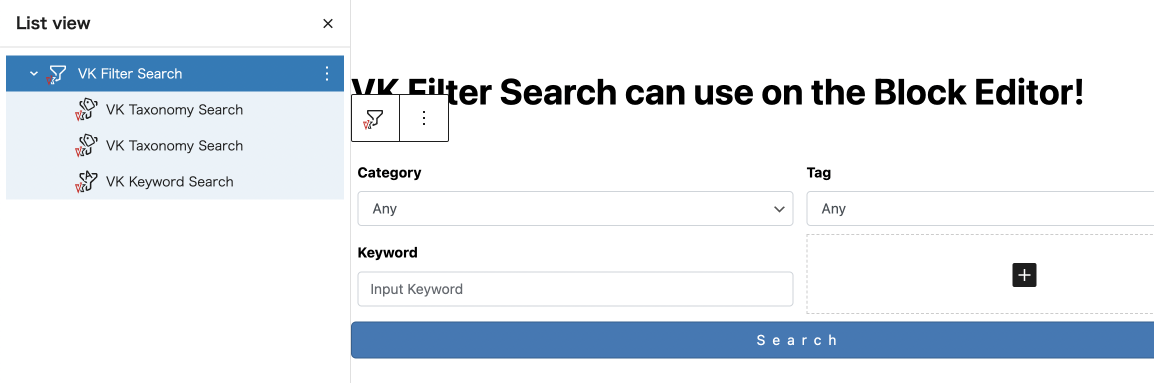 List view
VK Filter Search
VK Taxonomy Search
VK Taxonomy Search
VK Keyword Search
VK Filter Search can use on the Block Editor!
Category
Tag
Any
Any
Keyword
Input Keyword
Search